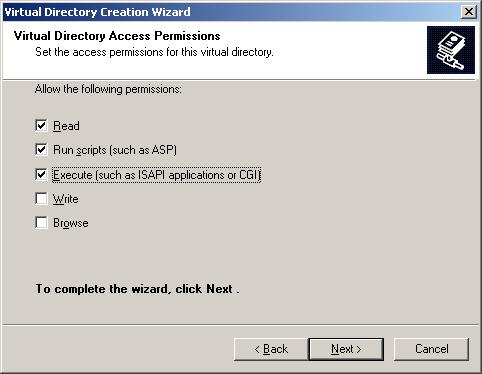 Virtual Directory Creation Wizard
Virtual Directory Access Permissions
Set the access permissions for this virtual directory.
Allow the following permissions:
Read
Run scripts (such as ASP)
Execute (such as ISAPI applications or CGI)
Write
Browse
To complete the wizard, click Next .
< Back Next > Cancel